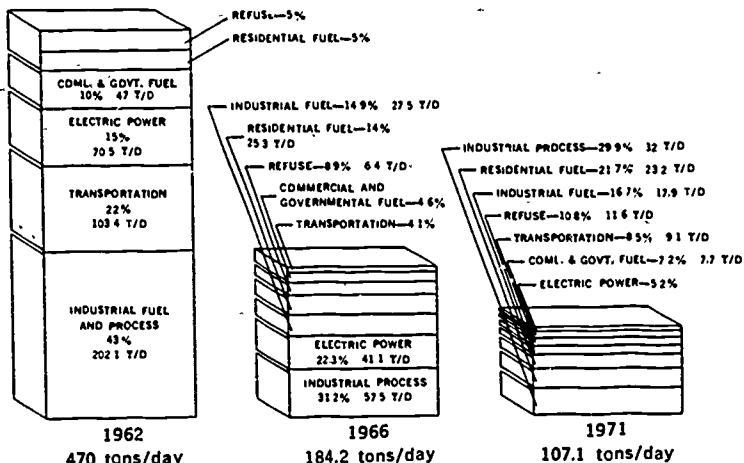 REFUSE—5%
RESIDENTIAL FUEL—5%
COML. & GOVT. FUEL
10% 47 T/D
ELECTRIC POWER
15%
70.5 T/D
TRANSPORTATION
22%
103.4 T/D
INDUSTRIAL FUEL
AND PROCESS
43%
202.1 T/D
1962
470 tons/day
INDUSTRIAL FUEL—14.9% 27.5 T/D
RESIDENTIAL FUEL—14%
25.3 T/D
REFUSE—8.9% 6.4 T/D
COMMERCIAL AND
GOVERNMENTAL FUEL—4.6%
TRANSPORTATION—4.1%
ELECTRIC POWER
22.3% 41.1 T/D
INDUSTRIAL PROCESS
31.2% 57.5 T/D
1966
184.2 tons/day
INDUSTRIAL PROCESS—29.9% 32 T/D
RESIDENTIAL FUEL—21.7% 23.2 T/D
INDUSTRIAL FUEL—16.7% 17.9 T/D
REFUSE—10.8% 11.6 T/D
TRANSPORTATION—8.5% 9.1 T/D
COML. & GOVT. FUEL—7.2% 7.7 T/D
ELECTRIC POWER—5.2%
1971
107.1 tons/day